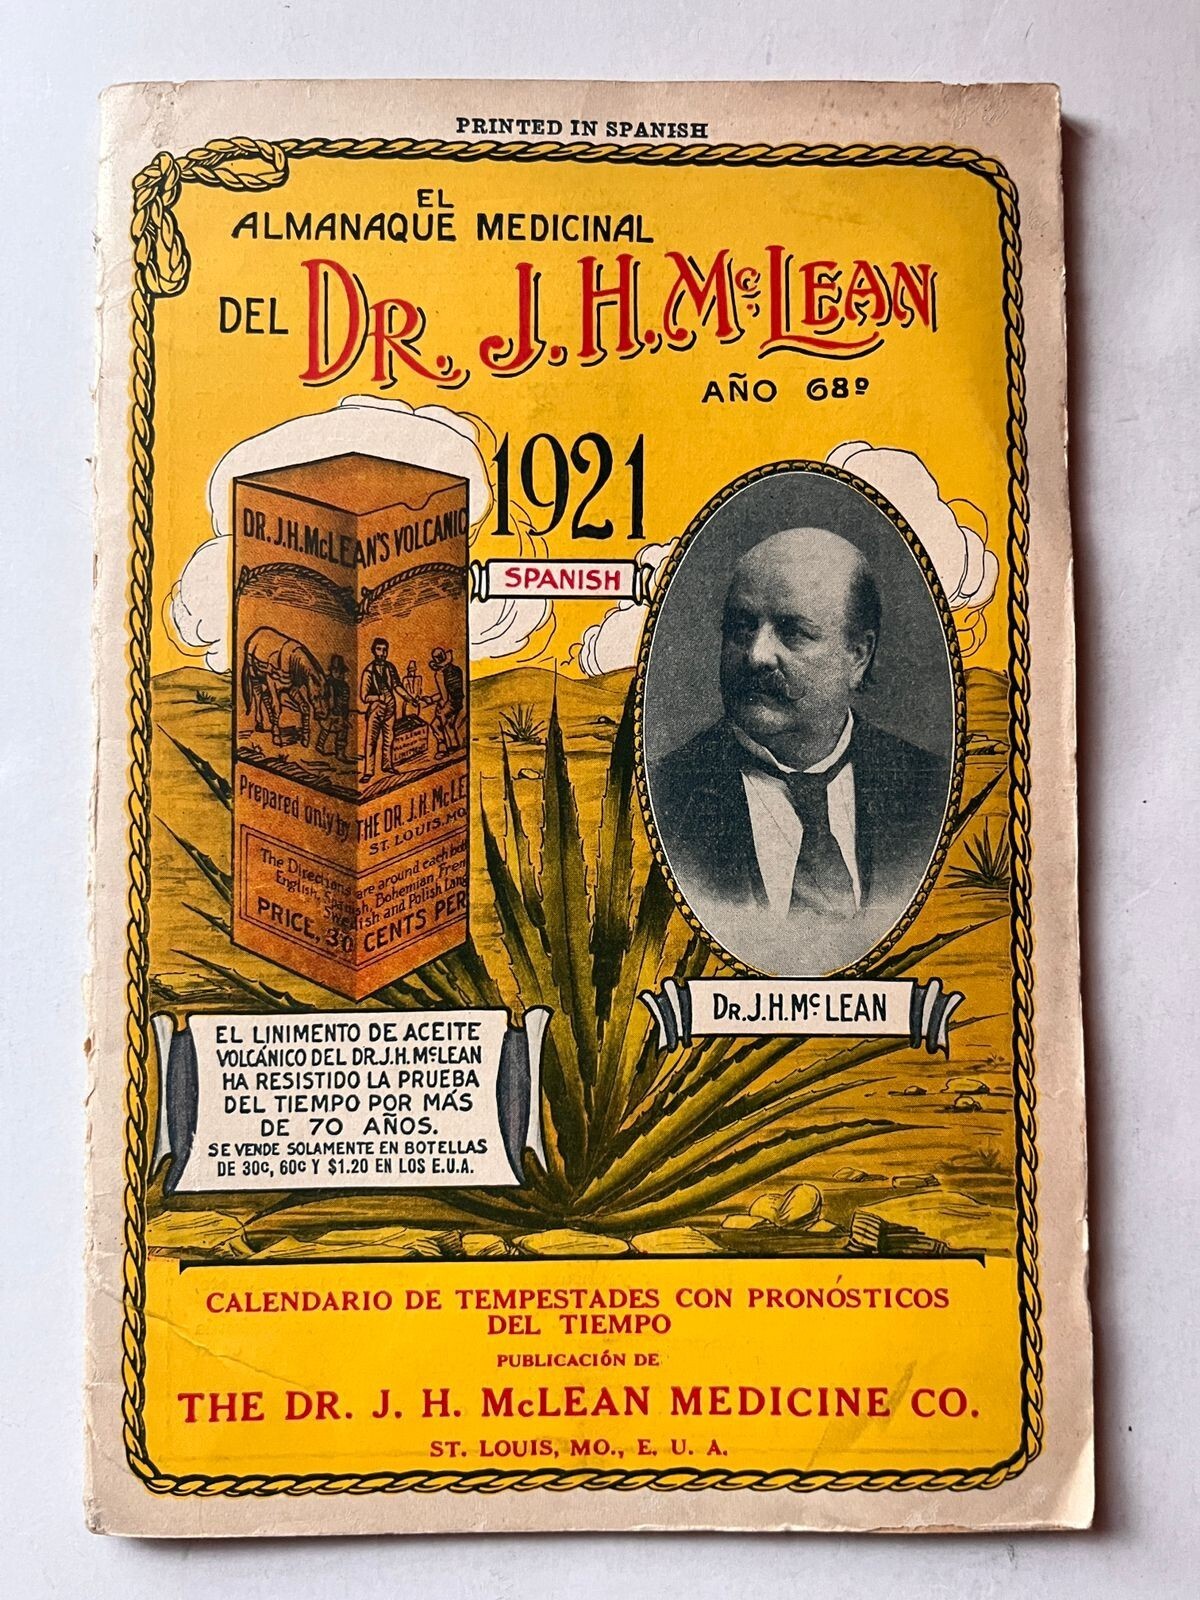 PRINTED IN SPANISH
EL
ALMANAQUE MEDICINAL
DEL DR. J. H. McLEAN
AÑO 68º
1921
SPANISH
DR. J. H. McLEAN'S VOLCANIC
Prepared only by THE DR. J. H. McLE
ST. LOUIS, MO
The Directions are around each bot
English, Spanish, Bohemian Fren
Swedish and Polish Lang
PRICE, 30 CENTS PER
DR. J. H. McLEAN
EL LINIMENTO DE ACEITE
VOLCÁNICO DEL DR. J. H. McLEAN
HA RESISTIDO LA PRUEBA
DEL TIEMPO POR MÁS
DE 70 AÑOS.
SE VENDE SOLAMENTE EN BOTELLAS
DE 30c, 60c Y $1.20 EN LOS E.U.A.
CALENDARIO DE TEMPESTADES CON PRONÓSTICOS
DEL TIEMPO
PUBLICACIÓN DE
THE DR. J. H. McLEAN MEDICINE CO.
ST. LOUIS, MO., E. U. A.